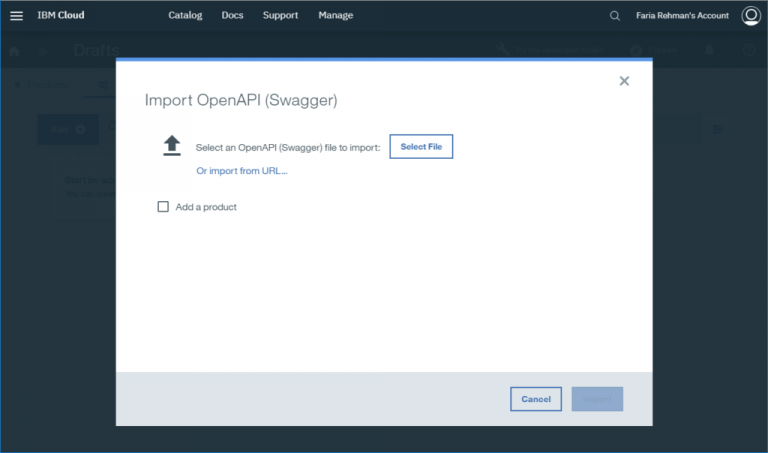 IBM Cloud Catalog Docs Support Manage Faria Rehman's Account
Drafts
Import OpenAPI (Swagger)
Select an OpenAPI (Swagger) file to import: Select File
Or import from URL...
Add a product
Cancel Import